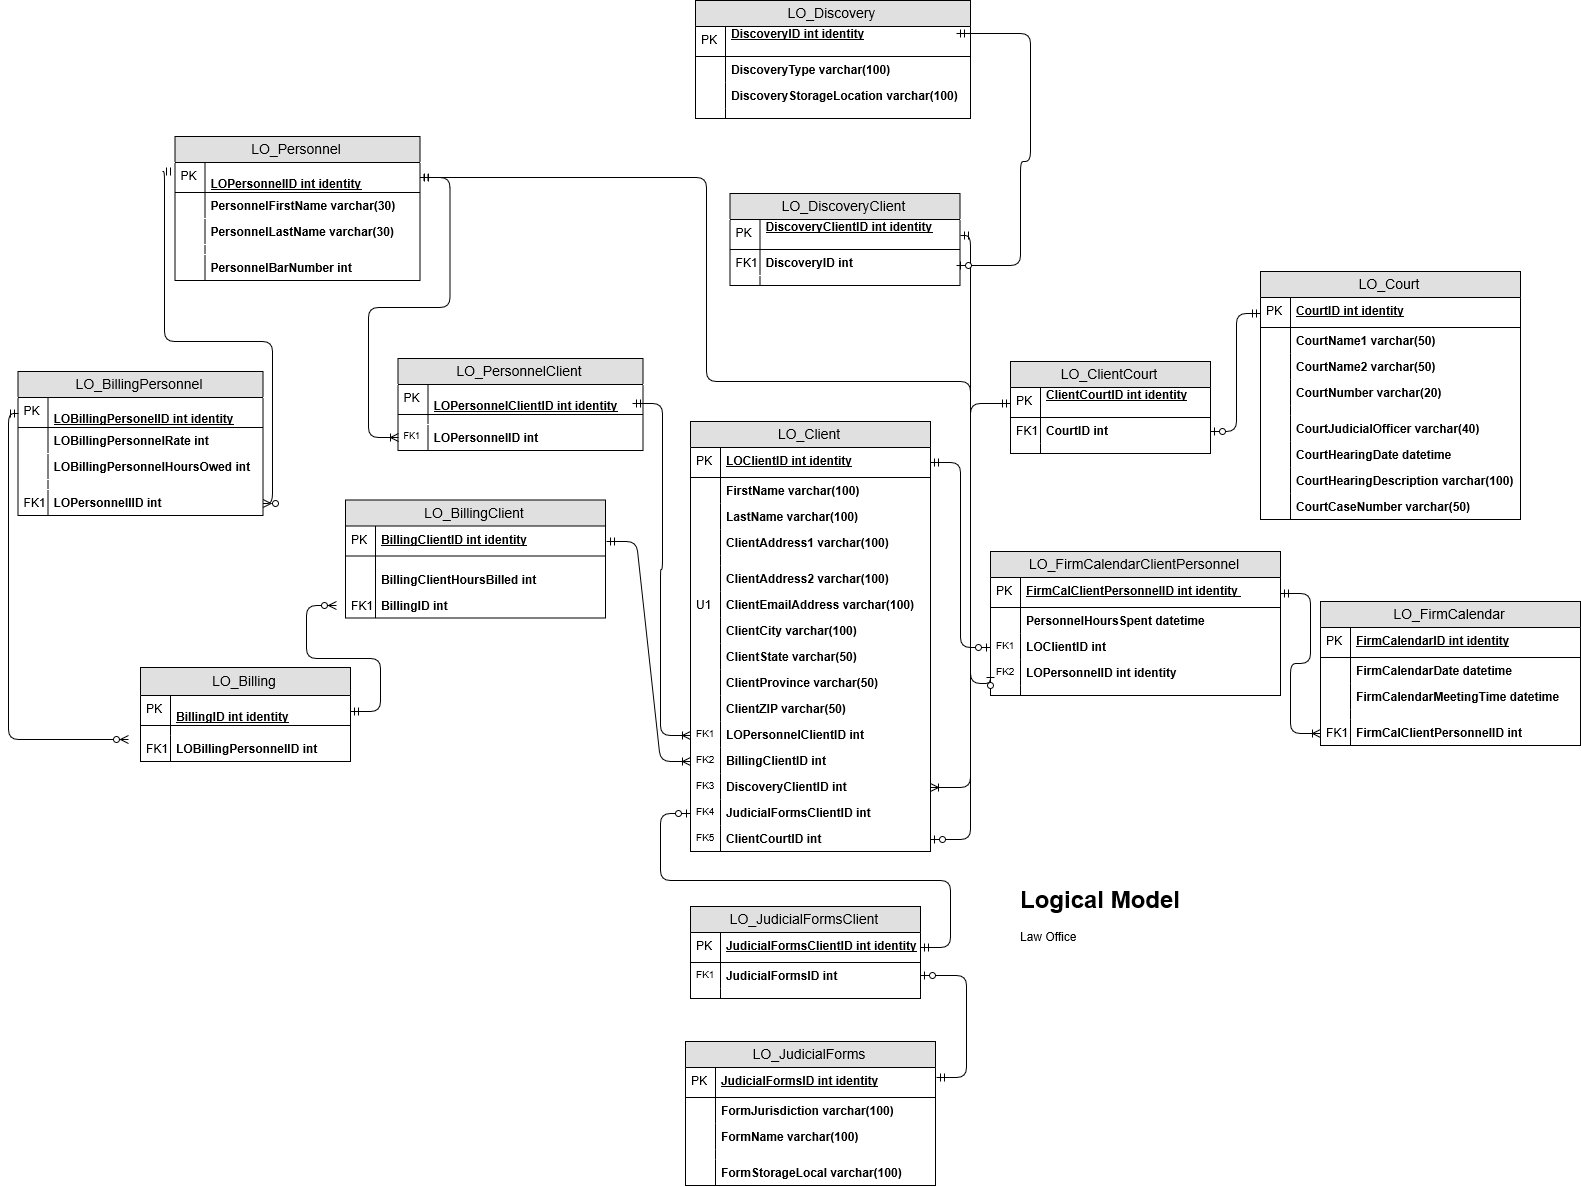 LO_Discovery
PK
DiscoveryID int identity
DiscoveryType varchar(100)
DiscoveryStorageLocation varchar(100)
LO_Personnel
PK
LOPersonnelID int identity
PersonnelFirstName varchar(30)
PersonnelLastName varchar(30)
PersonnelBarNumber int
LO_DiscoveryClient
PK
DiscoveryClientID int identity
FK1
DiscoveryID int
LO_Court
PK
CourtID int identity
CourtName1 varchar(50)
CourtName2 varchar(50)
CourtNumber varchar(20)
CourtJudicialOfficer varchar(40)
CourtHearingDate datetime
CourtHearingDescription varchar(100)
CourtCaseNumber varchar(50)
LO_BillingPersonnel
PK
LOBillingPersonelID int identity
LOBillingPersonnelRate int
LOBillingPersonnelHoursOwed int
FK1
LOPersonnelIID int
LO_PersonnelClient
PK
LOPersonnelClientID int identity
FK1
LOPersonnelID int
LO_ClientCourt
PK
ClientCourtID int identity
FK1
CourtID int
LO_Client
PK
LOClientID int identity
FirstName varchar(100)
LastName varchar(100)
ClientAddress1 varchar(100)
ClientAddress2 varchar(100)
U1
ClientEmailAddress varchar(100)
ClientCity varchar(100)
ClientState varchar(50)
ClientProvince varchar(50)
ClientZIP varchar(50)
FK1
LOPersonnelClientID int
FK2
BillingClientID int
FK3
DiscoveryClientID int
FK4
JudicialFormsClientID int
FK5
ClientCourtID int
LO_BillingClient
PK
BillingClientID int identity
BillingClientHoursBilled int
FK1
BillingID int
LO_FirmCalendarClientPersonnel
PK
FirmCalClientPersonnelID int identity
PersonnelHoursSpent datetime
FK1
LOClientID int
FK2
LOPersonnelID int identity
LO_FirmCalendar
PK
FirmCalendarID int identity
FirmCalendarDate datetime
FirmCalendarMeetingTime datetime
FK1
FirmCalClientPersonnelID int
LO_Billing
PK
BillingID int identity
FK1
LOBillingPersonnelID int
Logical Model
Law Office
LO_JudicialFormsClient
PK
JudicialFormsClientID int identity
FK1
JudicialFormsID int
LO_JudicialForms
PK
JudicialFormsID int identity
FormJurisdiction varchar(100)
FormName varchar(100)
FormStorageLocal varchar(100)